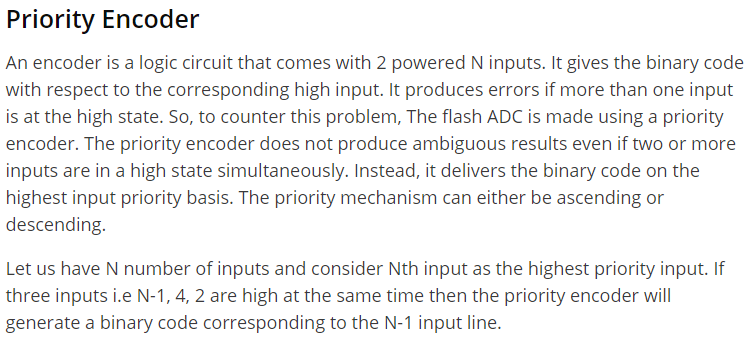 Priority Encoder
An encoder is a logic circuit that comes with 2 powered N inputs. It gives the binary code
with respect to the corresponding high input. It produces errors if more than one input
is at the high state. So, to counter this problem, The flash ADC is made using a priority
encoder. The priority encoder does not produce ambiguous results even if two or more
inputs are in a high state simultaneously. Instead, it delivers the binary code on the
highest input priority basis. The priority mechanism can either be ascending or
descending.
Let us have N number of inputs and consider Nth input as the highest priority input. If
three inputs i.e N-1, 4, 2 are high at the same time then the priority encoder will
generate a binary code corresponding to the N-1 input line.